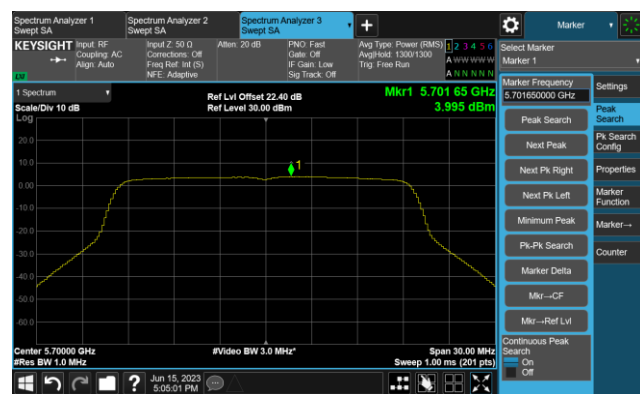 Spectrum Analyzer 1
Swept SA
Spectrum Analyzer 2
Swept SA
Spectrum Analyzer 3
Swept SA
Marker
KEYSIGHT
Input: RF
Coupling: AC
Align: Auto
Input Z: 50 Ω
Corrections: Off
Freq Ref: Int (S)
NFE: Adaptive
Atten: 20 dB
PNO: Fast
Gate: Off
IF Gain: Low
Sig Track: Off
Avg Type: Power (RMS)
Avg|Hold: 1300/1300
Trig: Free Run
1 2 3 4 5 6
A W W W W W
A N N N N N
LW
Select Marker
Marker 1
1 Spectrum
Scale/Div 10 dB
Log
Ref Lvl Offset 22.40 dB
Ref Level 30.00 dBm
Mkr1 5.701 65 GHz
3.995 dBm
20.0
10.0
0.00
-10.0
-20.0
-30.0
-40.0
-50.0
-60.0
1
Center 5.70000 GHz
#Res BW 1.0 MHz
#Video BW 3.0 MHz*
Span 30.00 MHz
Sweep 1.00 ms (201 pts)
Marker Frequency
5.701650000 GHz
Peak Search
Next Peak
Next Pk Right
Next Pk Left
Minimum Peak
Pk-Pk Search
Marker Delta
Mkr→CF
Mkr→Ref Lvl
Continuous Peak
Search
On
Off
Settings
Peak
Search
Pk Search
Config
Properties
Marker
Function
Marker→
Counter
?
Jun 15, 2023
5:05:01 PM